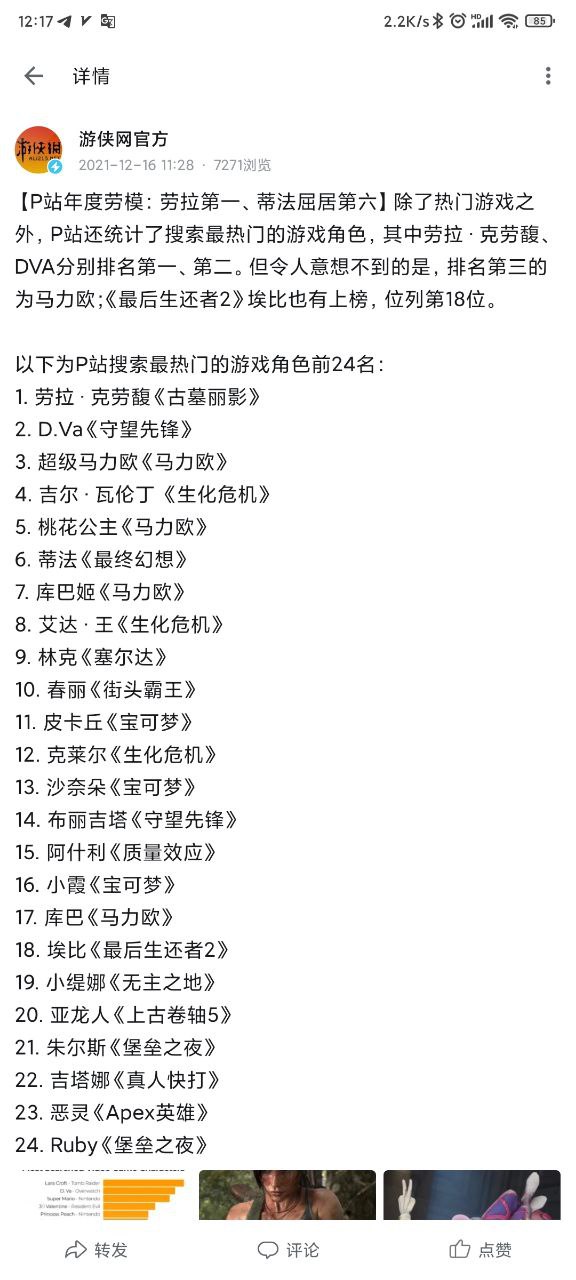 12:17
2.2K/s
HD
85
详情
游侠网官方
2021-12-16 11:28 · 7271浏览
【P站年度劳模：劳拉第一、蒂法屈居第六】除了热门游戏之
外，P站还统计了搜索最热门的游戏角色，其中劳拉·克劳馥、
DVA分别排名第一、第二。但令人意想不到的是，排名第三的
为马力欧；《最后生还者2》埃比也有上榜，位列第18位。
以下为P站搜索最热门的游戏角色前24名：
1. 劳拉·克劳馥《古墓丽影》
2. D.Va《守望先锋》
3. 超级马力欧《马力欧》
4. 吉尔·瓦伦丁《生化危机》
5. 桃花公主《马力欧》
6. 蒂法《最终幻想》
7. 库巴姬《马力欧》
8. 艾达·王《生化危机》
9. 林克《塞尔达》
10. 春丽《街头霸王》
11. 皮卡丘《宝可梦》
12. 克莱尔《生化危机》
13. 沙奈朵《宝可梦》
14. 布丽吉塔《守望先锋》
15. 阿什利《质量效应》
16. 小霞《宝可梦》
17. 库巴《马力欧》
18. 埃比《最后生还者2》
19. 小缇娜《无主之地》
20. 亚龙人《上古卷轴5》
21. 朱尔斯《堡垒之夜》
22. 吉塔娜《真人快打》
23. 恶灵《Apex英雄》
24. Ruby《堡垒之夜》
Lara Croft - Tomb Raider
D.Va - Overwatch
Super Mario - Nintendo
Jill Valentine - Resident Evil
Princess Peach - Nintendo
转发
评论
点赞